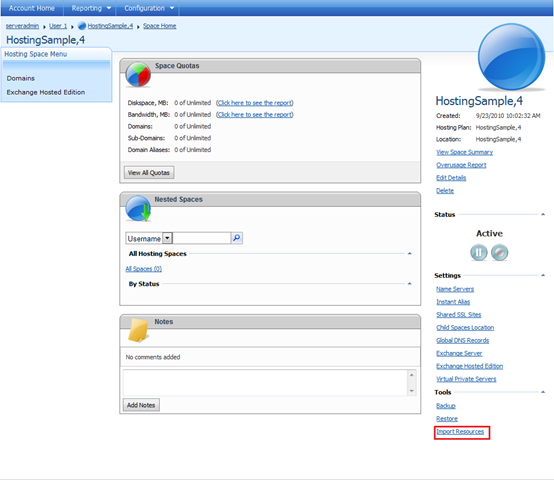 Account Home Reporting Configuration
serveradmin User 1 HostingSample,4 Space Home
HostingSample,4
Hosting Space Menu
Domains
Exchange Hosted Edition
Space Quotas
Diskspace, MB: 0 of Unlimited (Click here to see the report)
Bandwidth, MB: 0 of Unlimited (Click here to see the report)
Domains: 0 of Unlimited
Sub-Domains: 0 of Unlimited
Domain Aliases: 0 of Unlimited
View All Quotas
Nested Spaces
Username
All Hosting Spaces
All Spaces (0)
By Status
Notes
No comments added
Add Notes
HostingSample,4
Created: 9/23/2010 10:02:32 AM
Hosting Plan: HostingSample,4
Location: HostingSample,4
View Space Summary
Overusage Report
Edit Details
Delete
Status
Active
Settings
Name Servers
Instant Alias
Shared SSL Sites
Child Spaces Location
Global DNS Records
Exchange Server
Exchange Hosted Edition
Virtual Private Servers
Tools
Backup
Restore
Import Resources